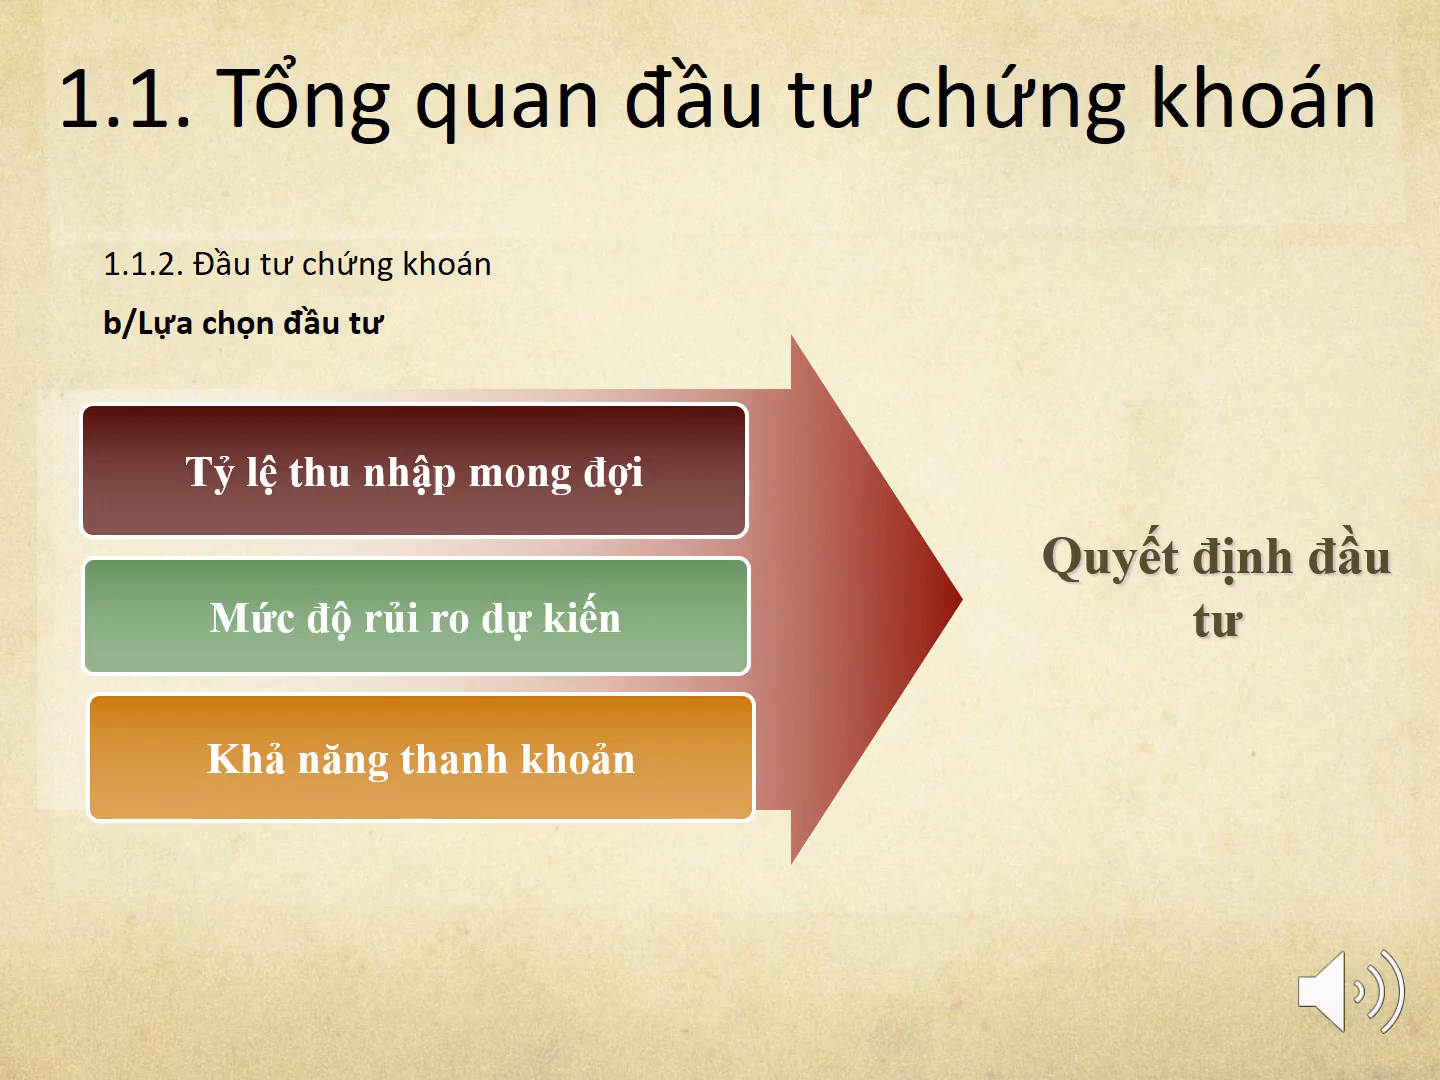 1.1. Tổng quan đầu tư chứng khoán
1.1.2. Đầu tư chứng khoán
b/Lựa chọn đầu tư
Tỷ lệ thu nhập mong đợi
Mức độ rủi ro dự kiến
Khả năng thanh khoản
Quyết định đầu
tư